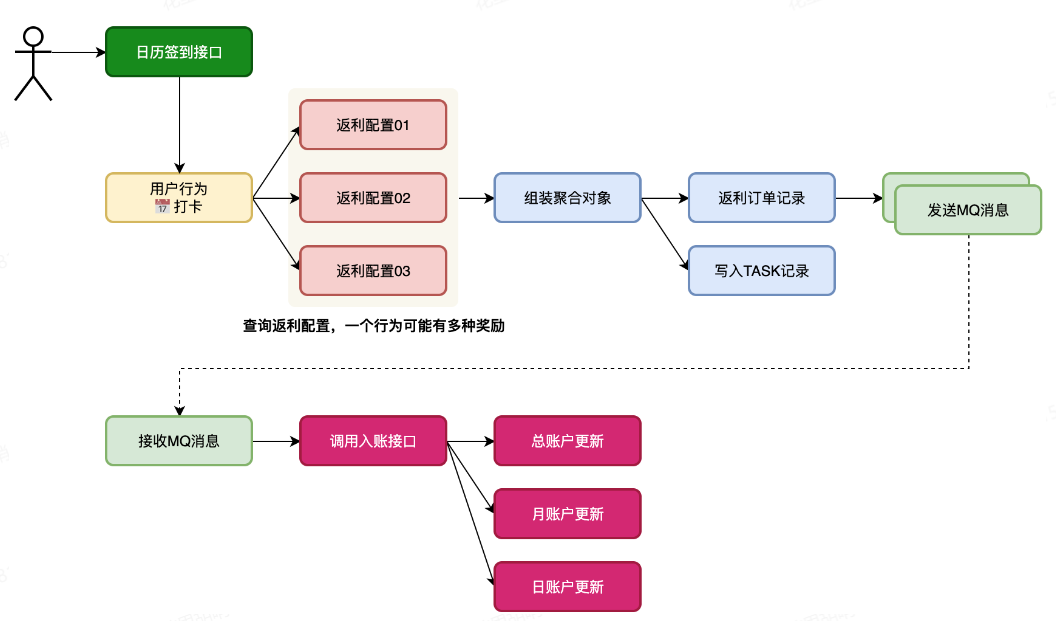 日历签到接口
用户行为
📅 打卡
返利配置01
返利配置02
返利配置03
查询返利配置，一个行为可能有多种奖励
组装聚合对象
返利订单记录
写入TASK记录
发送MQ消息
接收MQ消息
调用入账接口
总账户更新
月账户更新
日账户更新